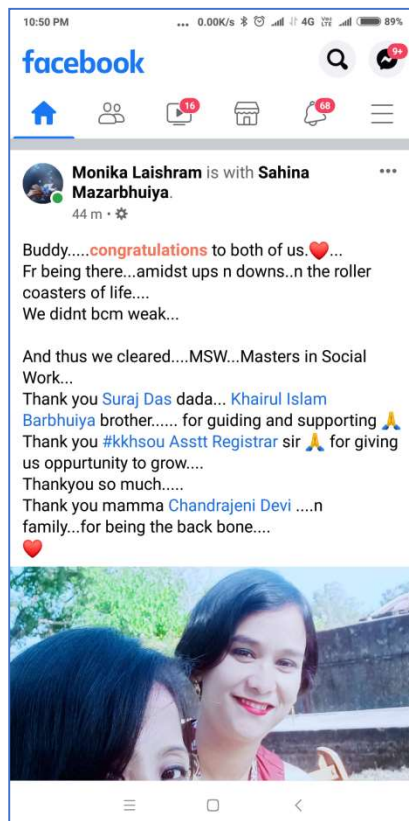 10:50 PM ... 0.00K/s 4G VoLTE 89%
facebook
9+
16
68
Monika Laishram is with Sahina
Mazarbhuiya.
44 m ·
Buddy.....congratulations to both of us.❤️...
Fr being there...amidst ups n downs..n the roller
coasters of life....
We didnt bcm weak...
And thus we cleared....MSW...Masters in Social
Work...
Thank you Suraj Das dada... Khairul Islam
Barbhuiya brother...... for guiding and supporting 🙏
Thank you #kkhsou Asstt Registrar sir 🙏 for giving
us oppurtunity to grow....
Thankyou so much.....
Thank you mamma Chandrajeni Devi ....n
family...for being the back bone....
❤️